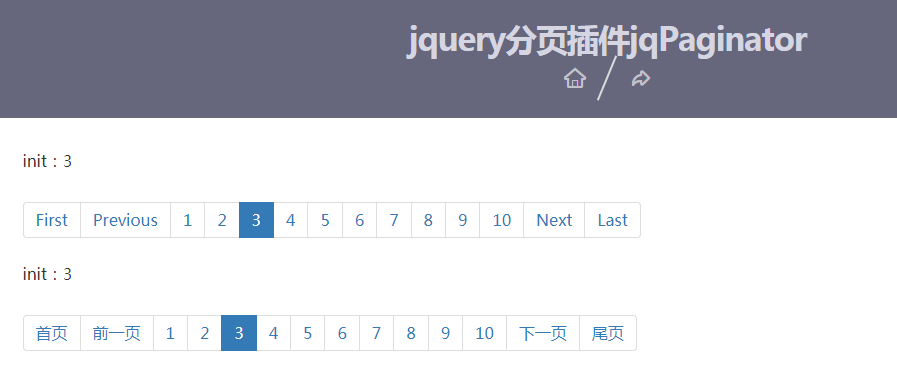 jquery分页插件jqPaginator
init：3
First Previous 1 2 3 4 5 6 7 8 9 10 Next Last
init：3
首页 前一页 1 2 3 4 5 6 7 8 9 10 下一页 尾页